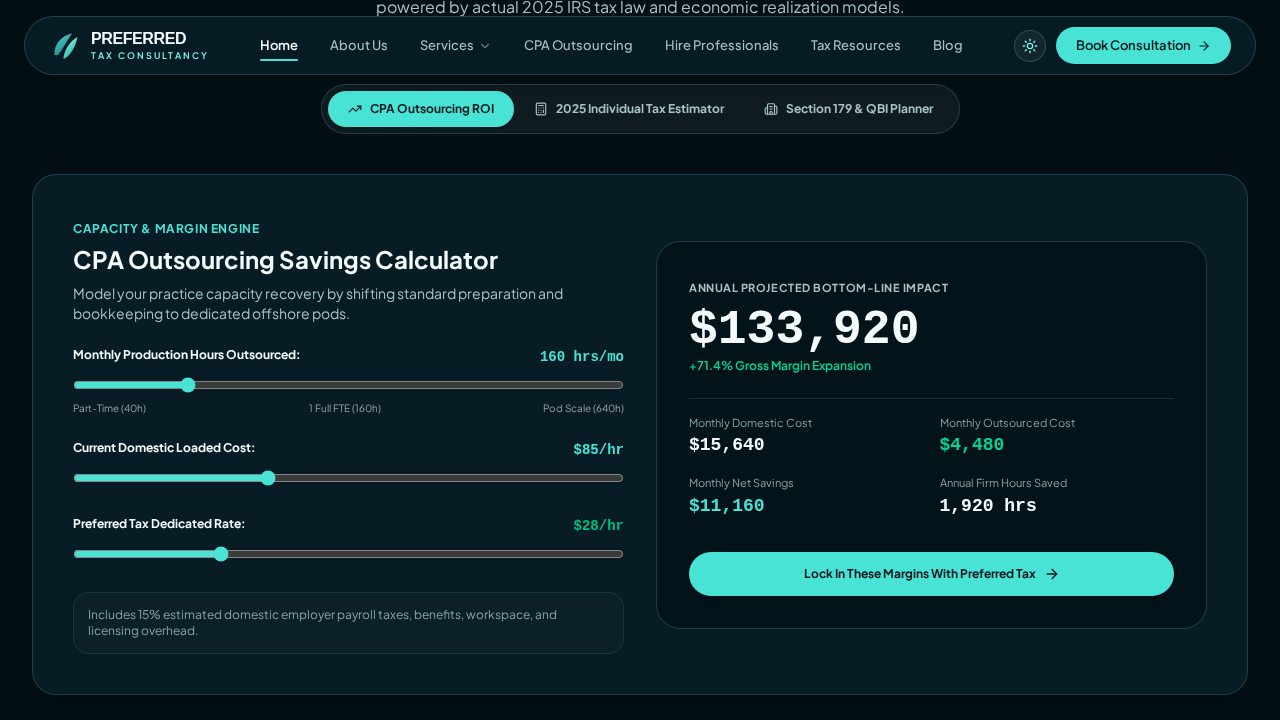 powered by actual 2025 IRS tax law and economic realization models.
PREFERRED
TAX CONSULTANCY
Home
About Us
Services
CPA Outsourcing
Hire Professionals
Tax Resources
Blog
Book Consultation
CPA Outsourcing ROI
2025 Individual Tax Estimator
Section 179 & QBI Planner
CAPACITY & MARGIN ENGINE
CPA Outsourcing Savings Calculator
Model your practice capacity recovery by shifting standard preparation and
bookkeeping to dedicated offshore pods.
Monthly Production Hours Outsourced:
160 hrs/mo
Part-Time (40h)
1 Full FTE (160h)
Pod Scale (640h)
Current Domestic Loaded Cost:
$85/hr
Preferred Tax Dedicated Rate:
$28/hr
Includes 15% estimated domestic employer payroll taxes, benefits, workspace, and
licensing overhead.
ANNUAL PROJECTED BOTTOM-LINE IMPACT
$133,920
+71.4% Gross Margin Expansion
Monthly Domestic Cost
$15,640
Monthly Outsourced Cost
$4,480
Monthly Net Savings
$11,160
Annual Firm Hours Saved
1,920 hrs
Lock In These Margins With Preferred Tax